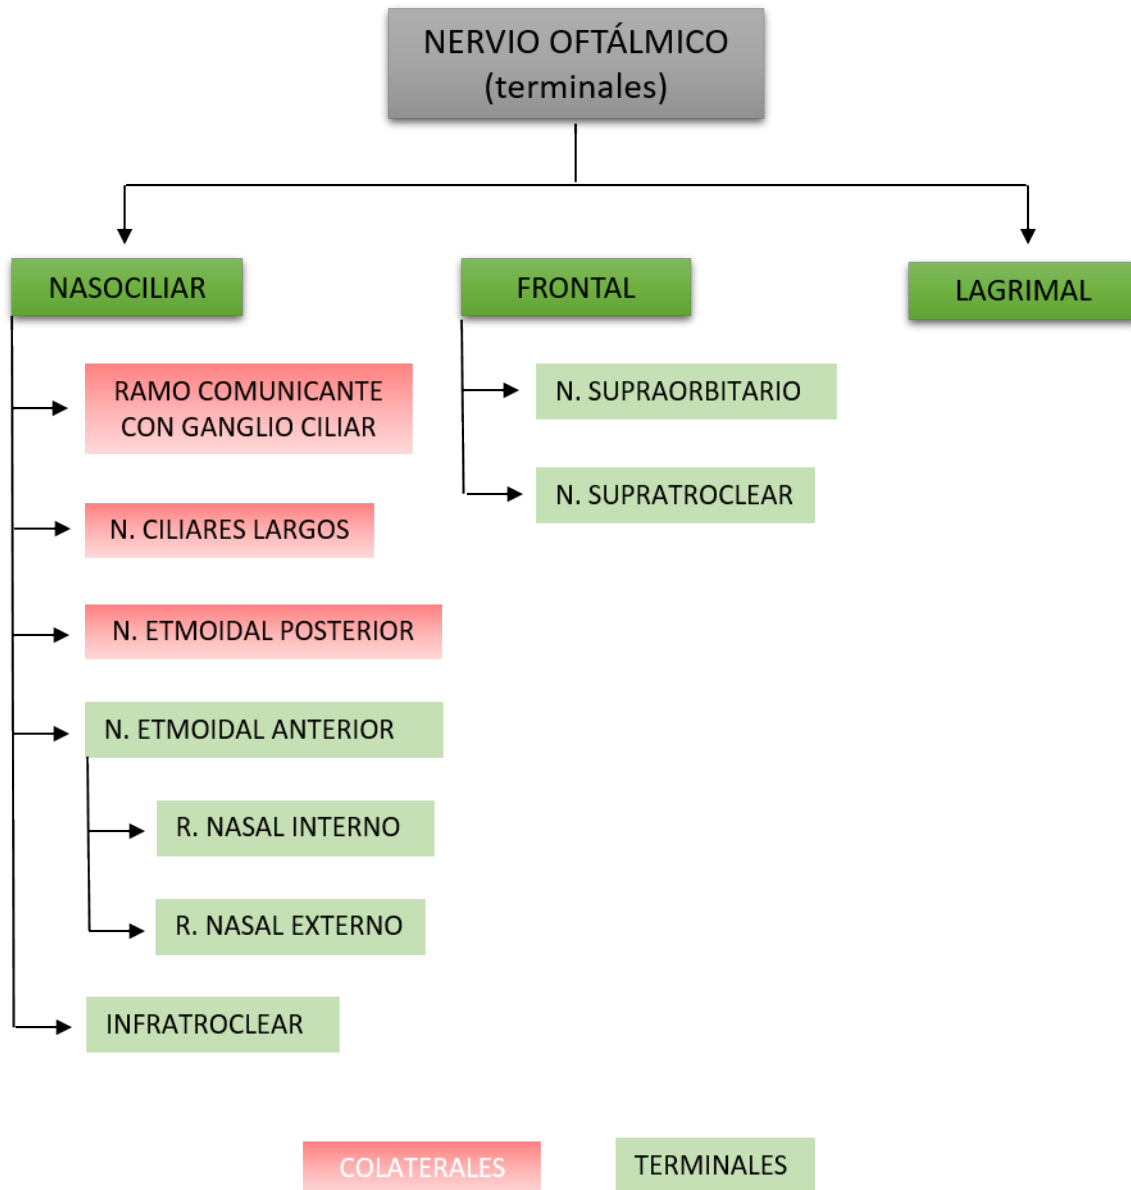 NERVIO OFTÁLMICO
(terminales)
NASOCILIAR
FRONTAL
LAGRIMAL
RAMO COMUNICANTE
CON GANGLIO CILIAR
N. CILIARES LARGOS
N. ETMOIDAL POSTERIOR
N. ETMOIDAL ANTERIOR
R. NASAL INTERNO
R. NASAL EXTERNO
INFRATROCLEAR
N. SUPRAORBITARIO
N. SUPRATROCLEAR
COLATERALES
TERMINALES